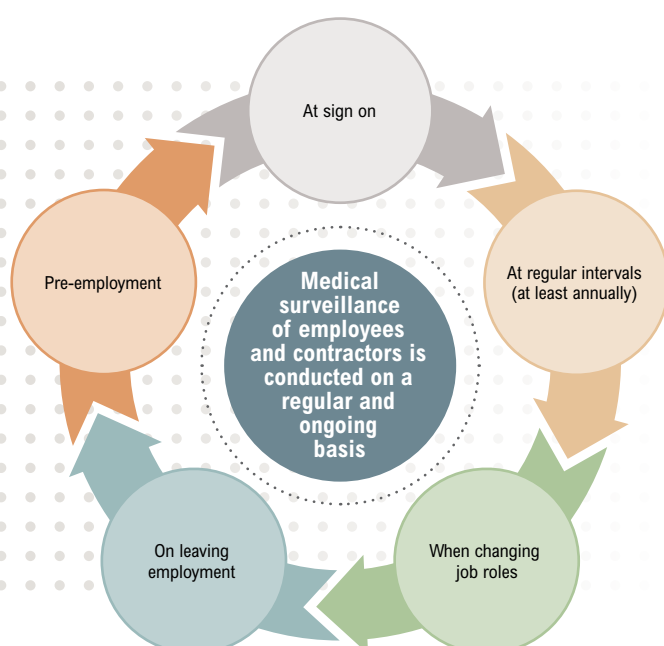 At sign on
Pre-employment
At regular intervals
(at least annually)
Medical
surveillance
of employees
and contractors is
conducted on a
regular and
ongoing
basis
On leaving
employment
When changing
job roles